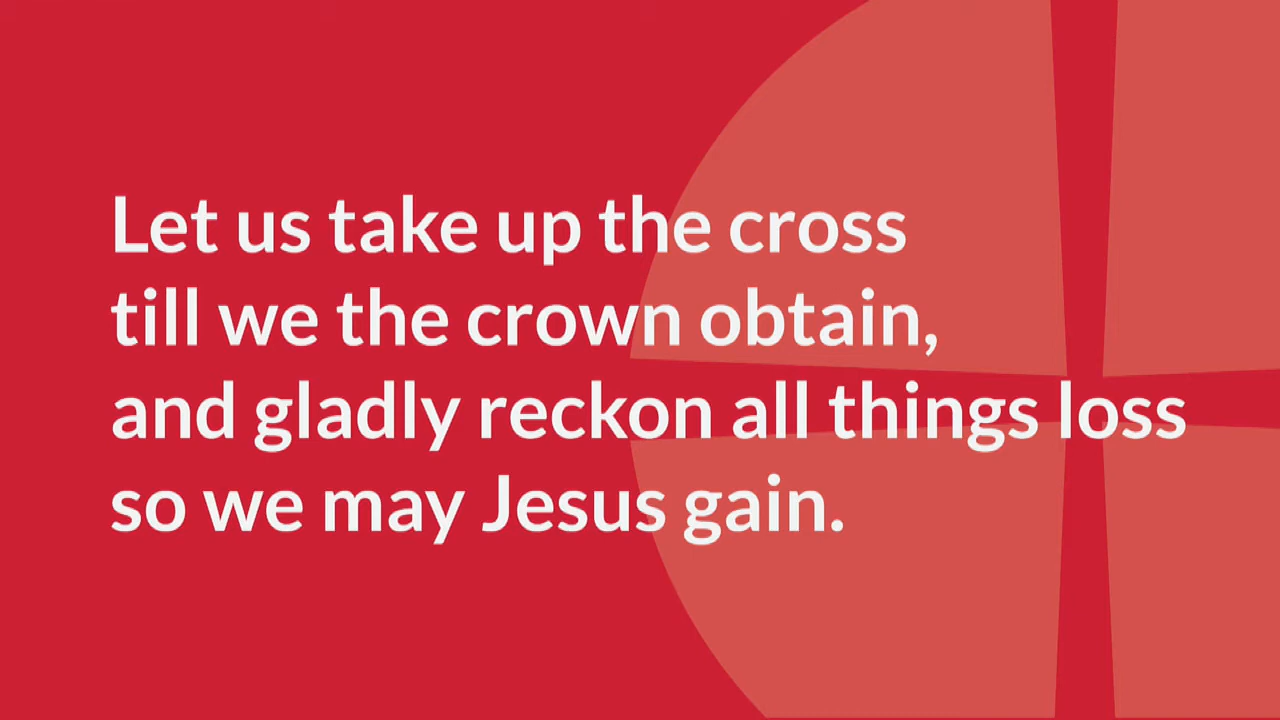 Let us take up the cross
till we the crown obtain,
and gladly reckon all things loss
so we may Jesus gain.